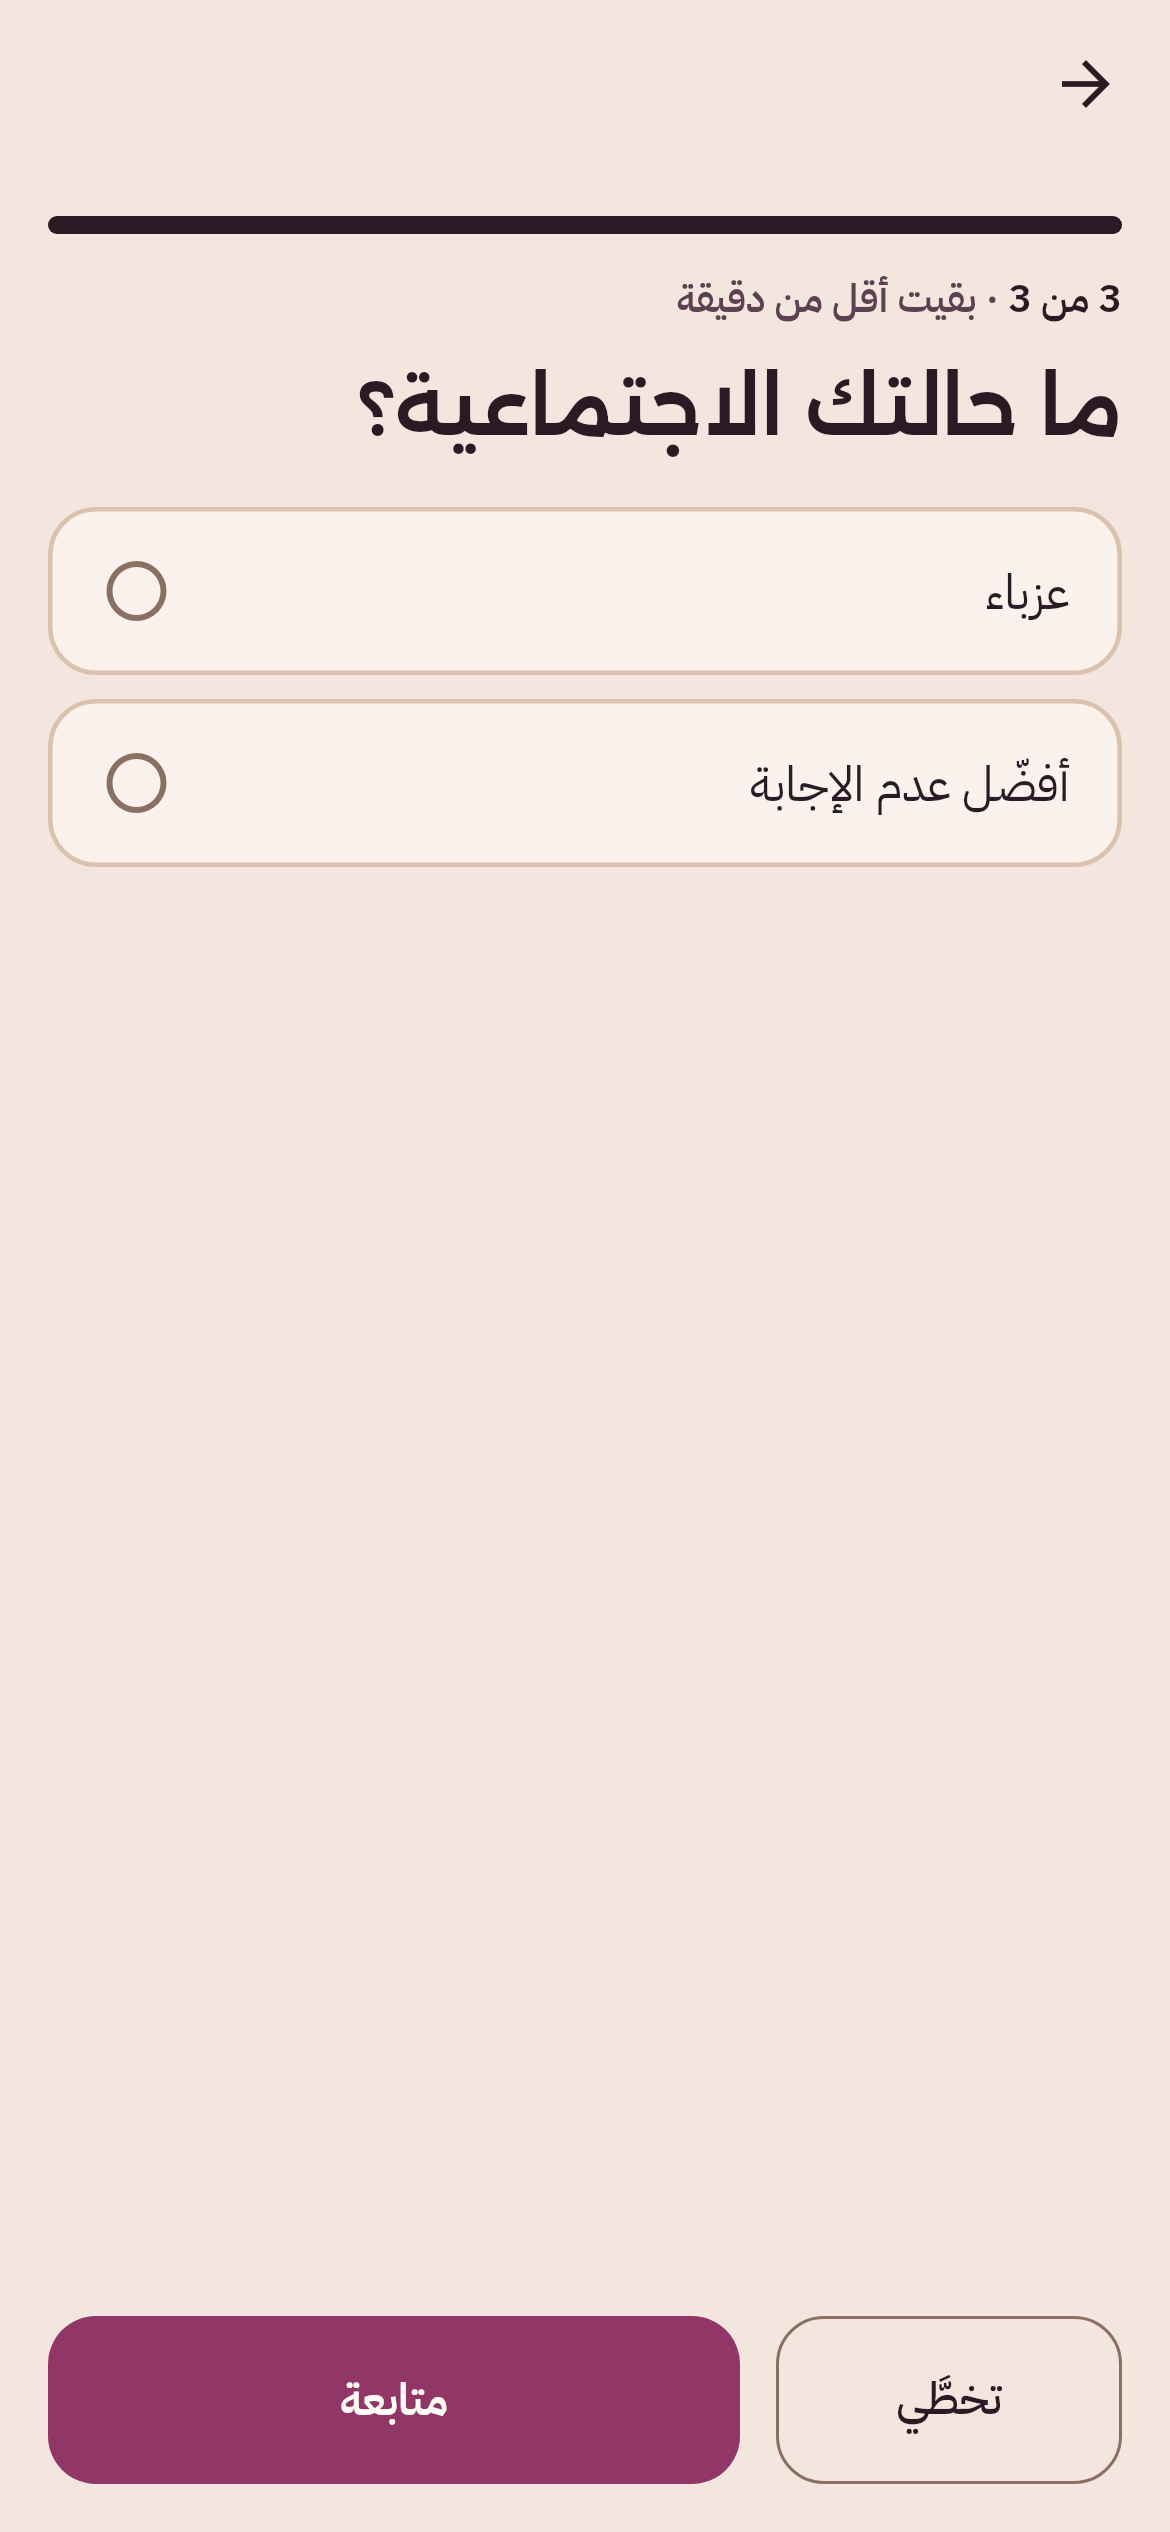 3 من 3 · بقيت أقل من دقيقة
ما حالتك الاجتماعية؟
عزباء
أفضّل عدم الإجابة
تخطَّي
متابعة